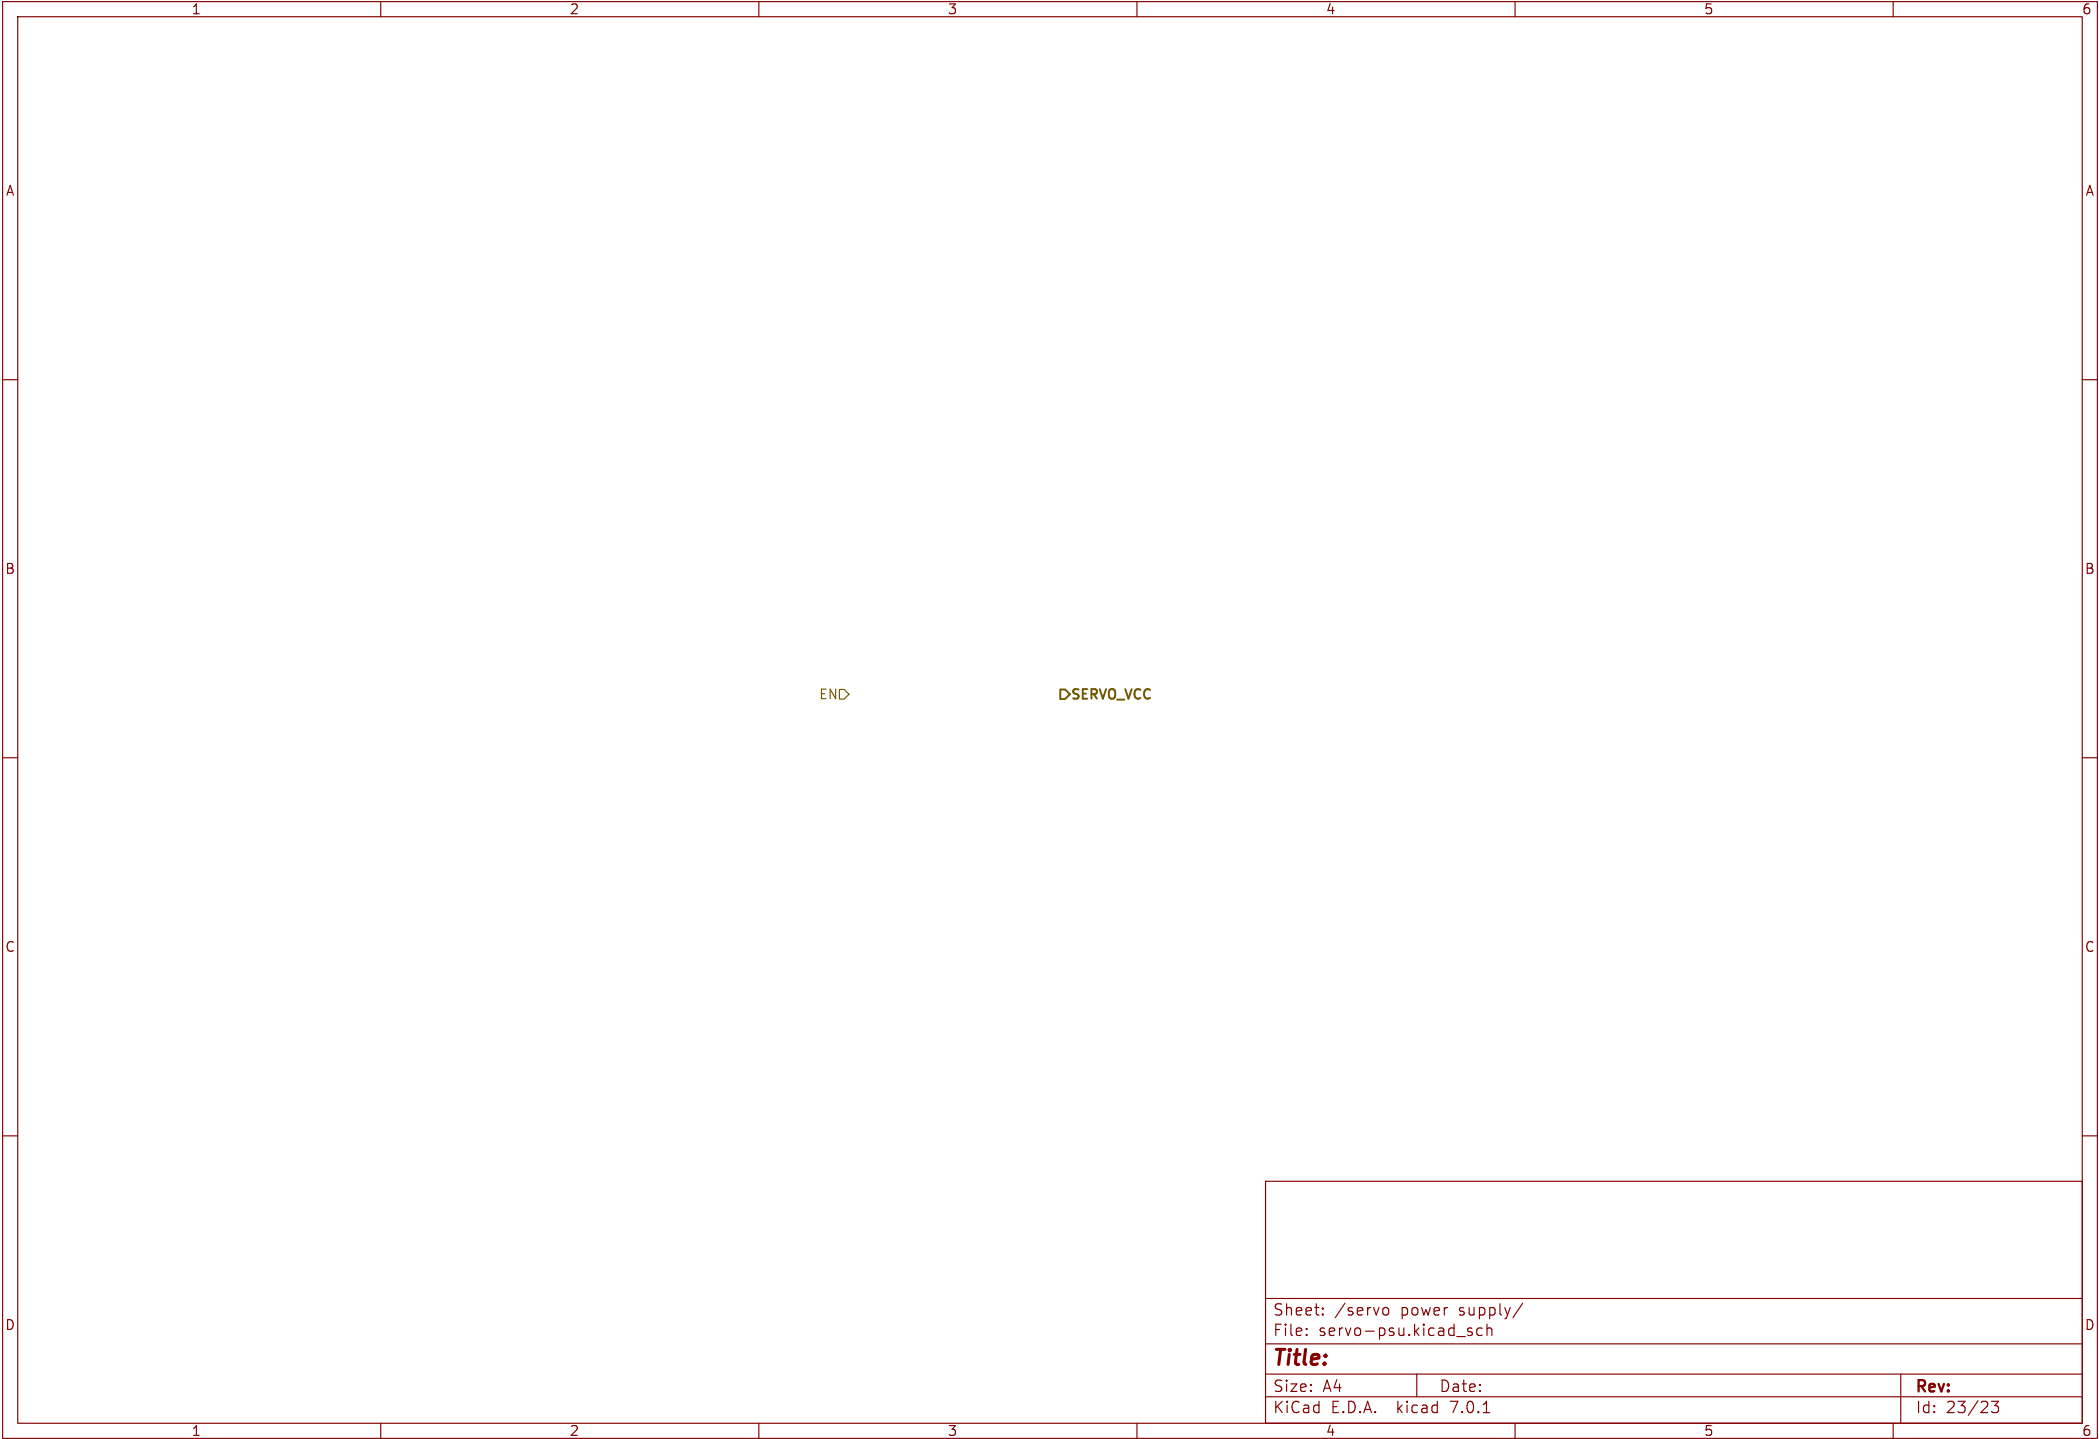 1 2 3 4 5 6
A A
B B
END SERVO_VCC
C C
Sheet: /servo power supply/
File: servo-psu.kicad_sch
D D
Title:
Size: A4 Date: Rev:
KiCad E.D.A. kicad 7.0.1 Id: 23/23
1 2 3 4 5 6